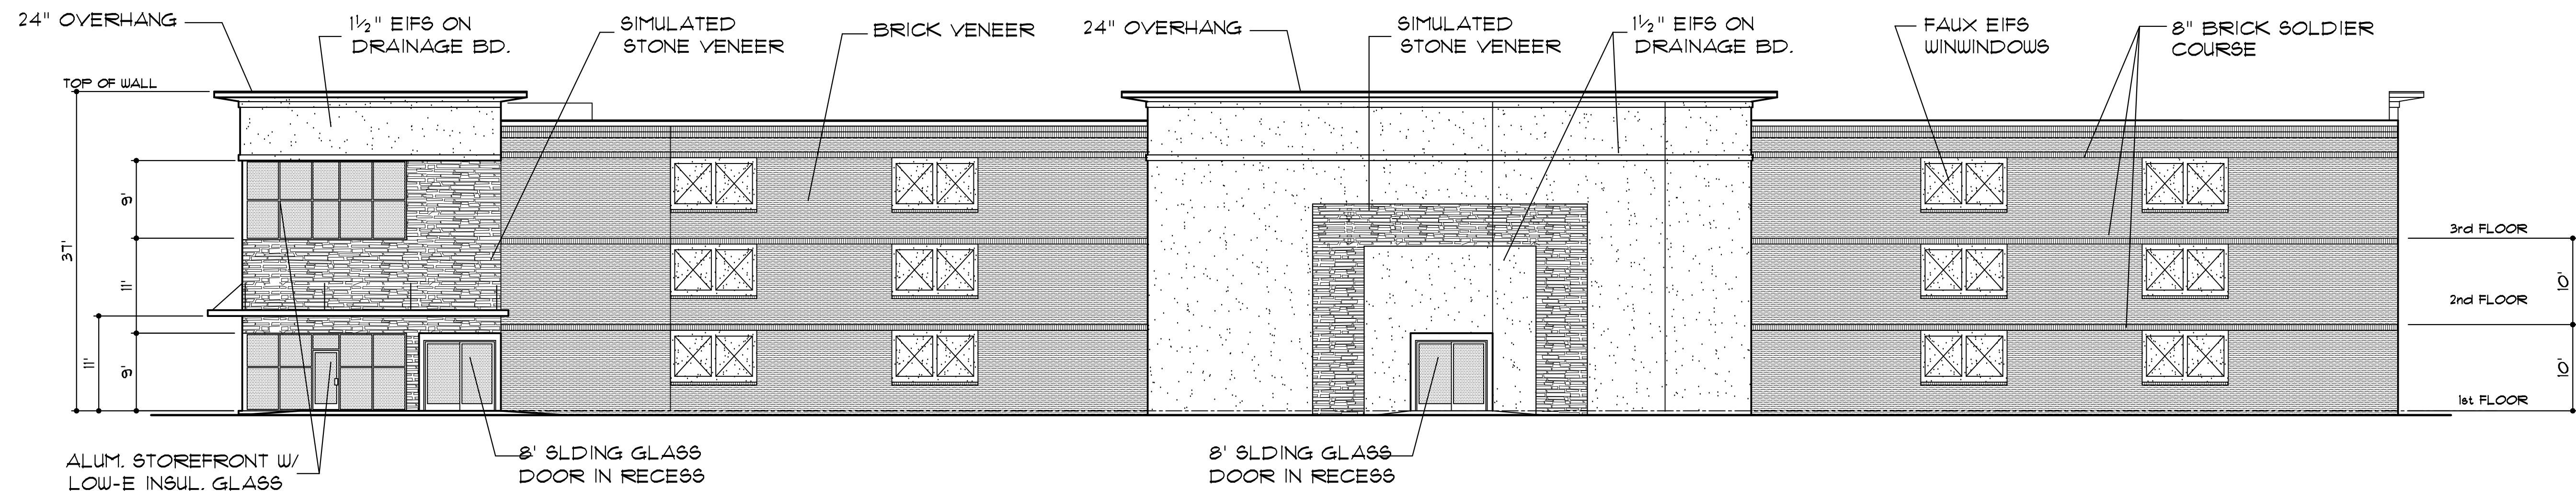 24" OVERHANG
1½" EIFS ON
DRAINAGE BD.
SIMULATED
STONE VENEER
BRICK VENEER
24" OVERHANG
SIMULATED
STONE VENEER
1½" EIFS ON
DRAINAGE BD.
FAUX EIFS
WINWINDOWS
8" BRICK SOLDIER
COURSE
TOP OF WALL
37'
9'
11'
11'
9'
3rd FLOOR
10'
2nd FLOOR
10'
1st FLOOR
ALUM. STOREFRONT W/
LOW-E INSUL. GLASS
8' SLDING GLASS
DOOR IN RECESS
8' SLDING GLASS
DOOR IN RECESS